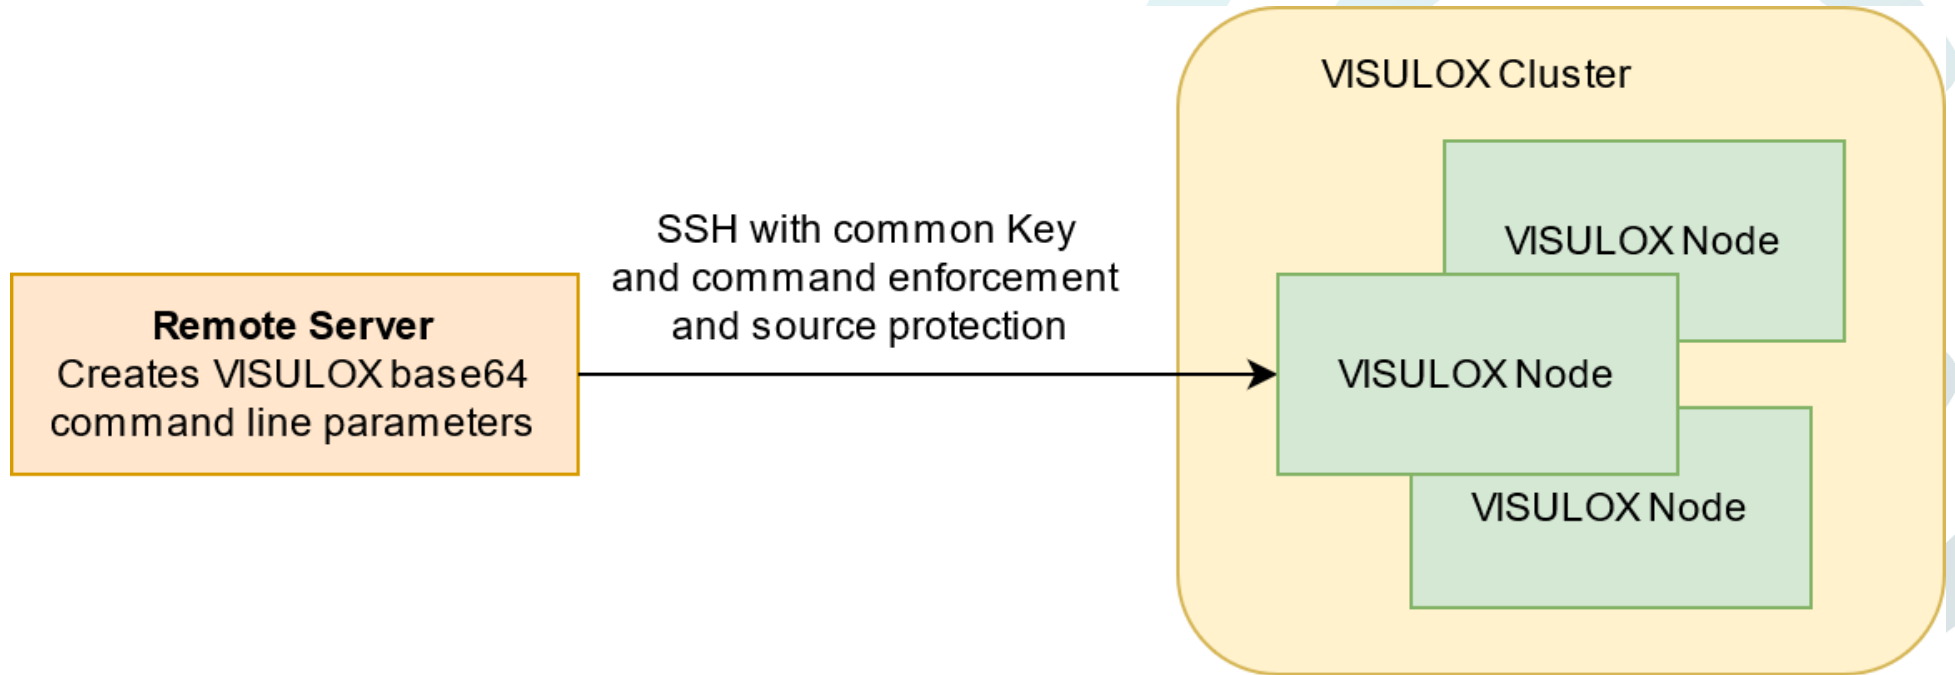 VISULOX Cluster
SSH with common Key
and command enforcement
and source protection
Remote Server
Creates VISULOX base64
command line parameters
VISULOX Node
VISULOX Node
VISULOX Node